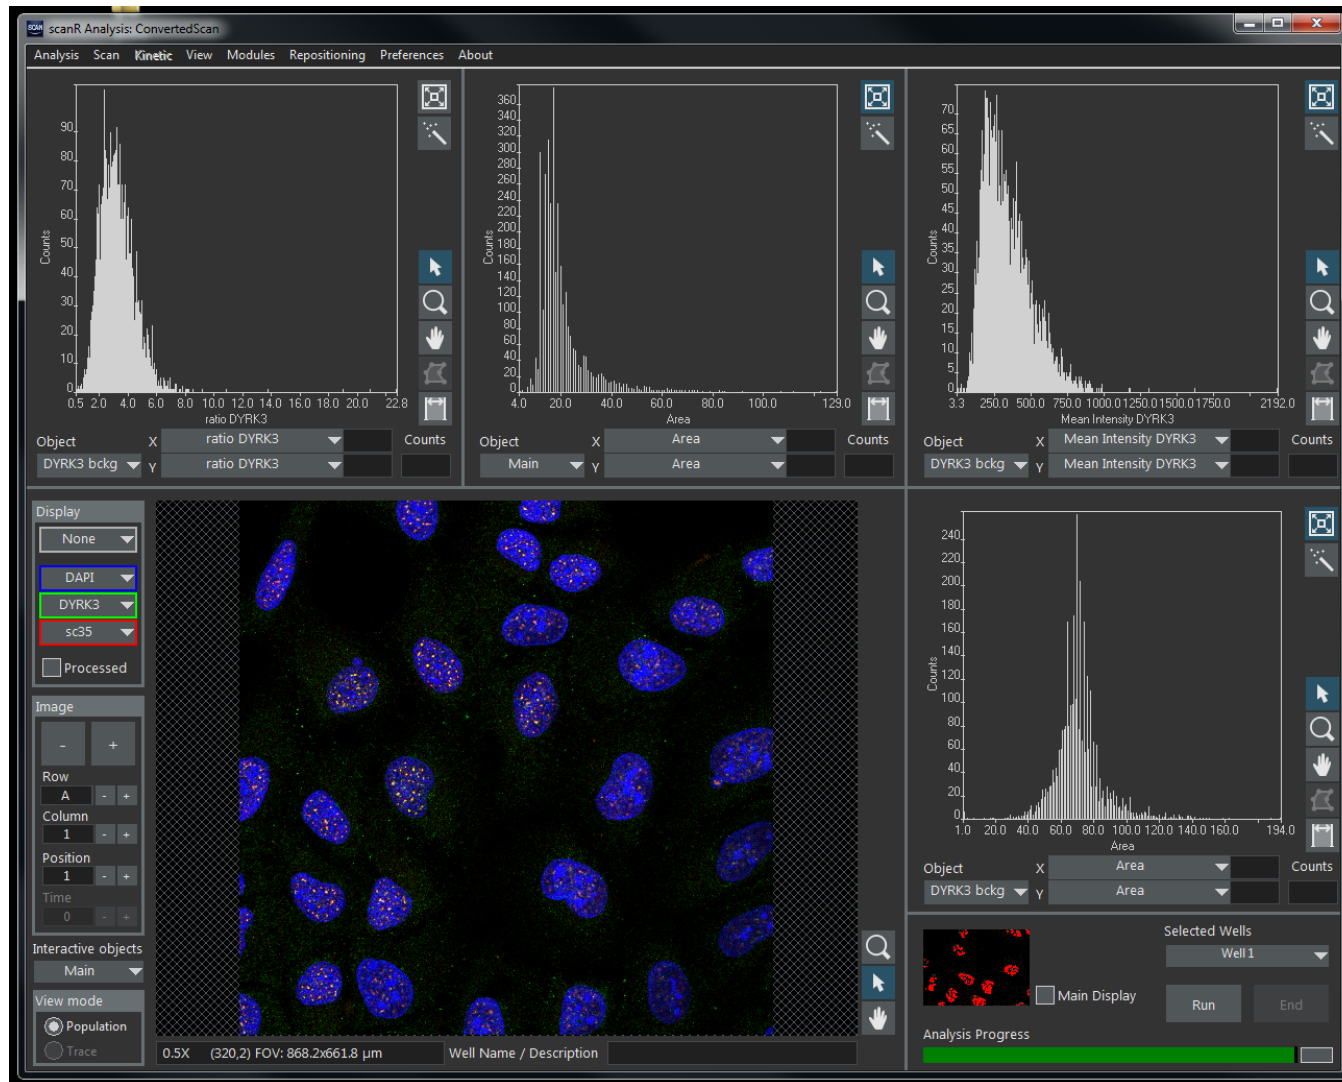 SCAN scanR Analysis: ConvertedScan
Analysis Scan Kinetic View Modules Repositioning Preferences About
90
80
70
60
50
40
30
20
10
0
Counts
0.5 2.0 4.0 6.0 8.0 10.0 12.0 14.0 16.0 18.0 20.0 22.8
ratio DYRK3
Object X ratio DYRK3 Counts
DYRK3 bckg Y ratio DYRK3
360
340
320
300
280
260
240
220
200
180
160
140
120
100
80
60
40
20
0
Counts
4.0 20.0 40.0 60.0 80.0 100.0 129.0
Area
Object X Area Counts
Main Y Area
70
65
60
55
50
45
40
35
30
25
20
15
10
5
0
Counts
3.3 250.0 500.0 750.0 1000.0 1250.0 1500.0 1750.0 2192.0
Mean Intensity DYRK3
Object X Mean Intensity DYRK3 Counts
DYRK3 bckg Y Mean Intensity DYRK3
Display
None
DAPI
DYRK3
sc35
Processed
Image
- +
Row
A - +
Column
1 - +
Position
1 - +
Time
0 - +
Interactive objects
Main
View mode
Population
Trace
0.5X (320,2) FOV: 868.2x661.8 µm Well Name / Description
240
220
200
180
160
140
120
100
80
60
40
20
0
Counts
1.0 20.0 40.0 60.0 80.0 100.0 120.0 140.0 160.0 194.0
Area
Object X Area Counts
DYRK3 bckg Y Area
Selected Wells
Well 1
Main Display
Run End
Analysis Progress